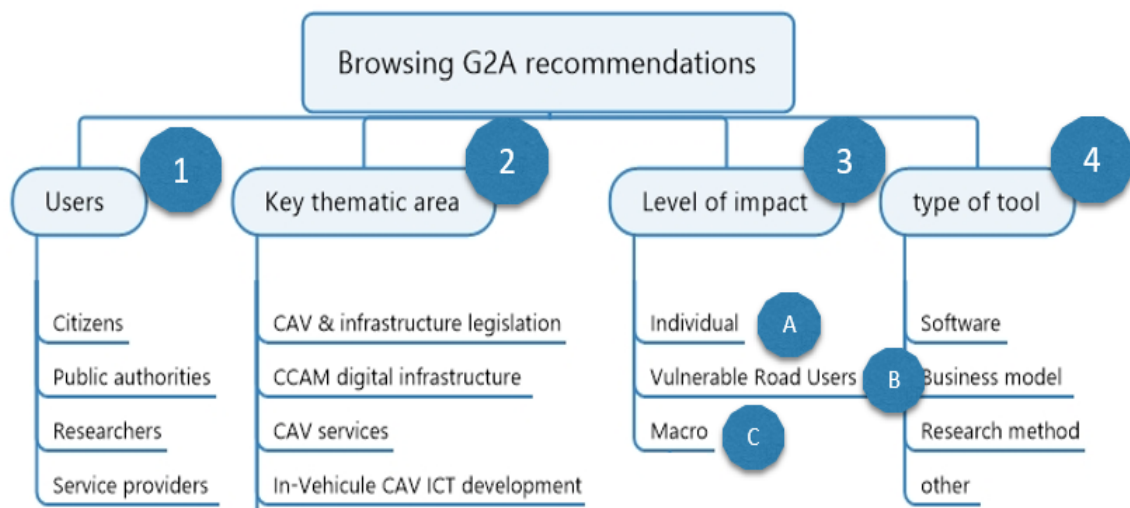 Browsing G2A recommendations
1
2
3
4
Users
Key thematic area
Level of impact
type of tool
Citizens
CAV & infrastructure legislation
Individual
A
Software
Public authorities
CCAM digital infrastructure
Vulnerable Road Users
B
Business model
Researchers
CAV services
Macro
C
Research method
Service providers
In-Vehicule CAV ICT development
other